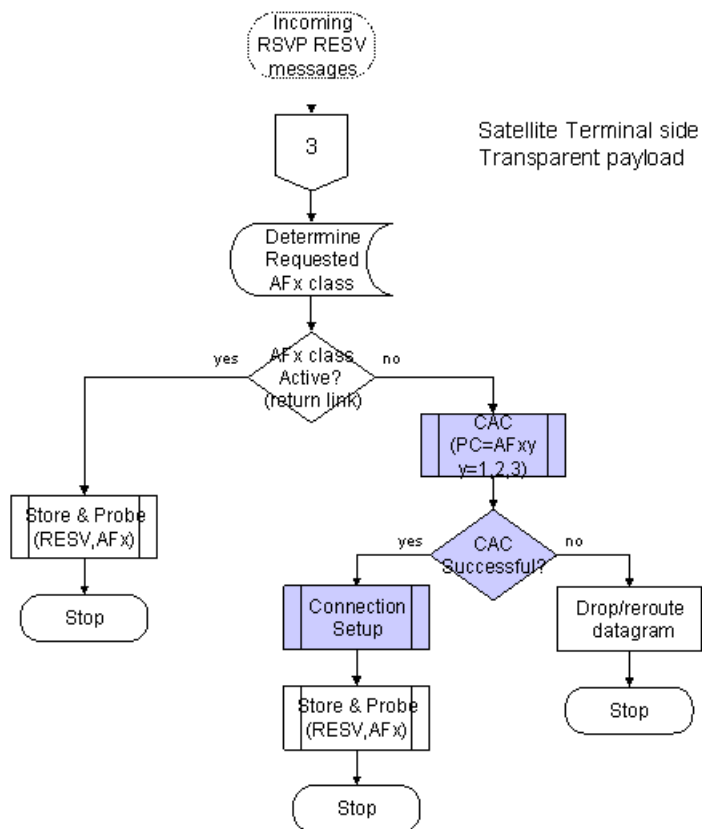 Incoming
RSVP RESV
messages
3
Satellite Terminal side
Transparent payload
Determine
Requested
AFx class
yes
AFx class
Active?
(return link)
no
CAC
(PC=AFxy
y=1,2,3)
Store & Probe
(RESV,AFx)
yes
CAC
Successful?
no
Stop
Connection
Setup
Drop/reroute
datagram
Store & Probe
(RESV,AFx)
Stop
Stop